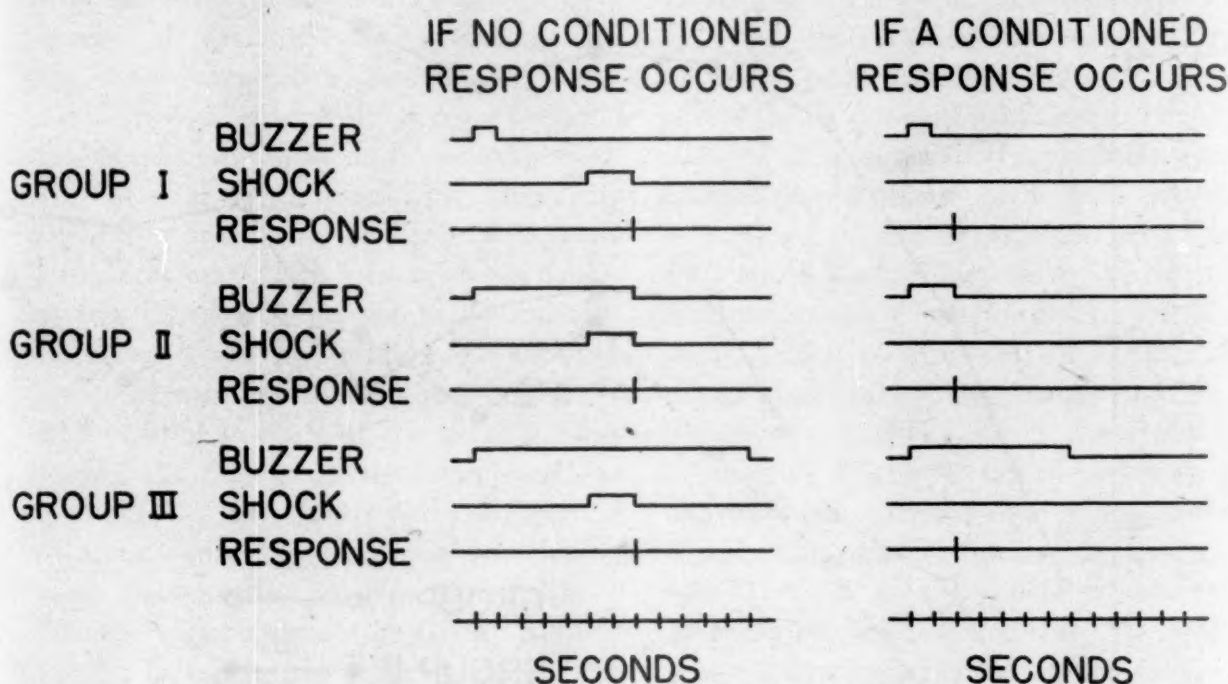 IF NO CONDITIONED RESPONSE OCCURS
IF A CONDITIONED RESPONSE OCCURS
GROUP I
BUZZER
SHOCK
RESPONSE
GROUP II
BUZZER
SHOCK
RESPONSE
GROUP III
BUZZER
SHOCK
RESPONSE
SECONDS
SECONDS